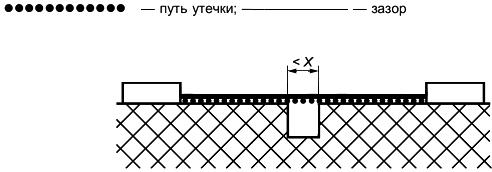 — путь утечки; — зазор
< X